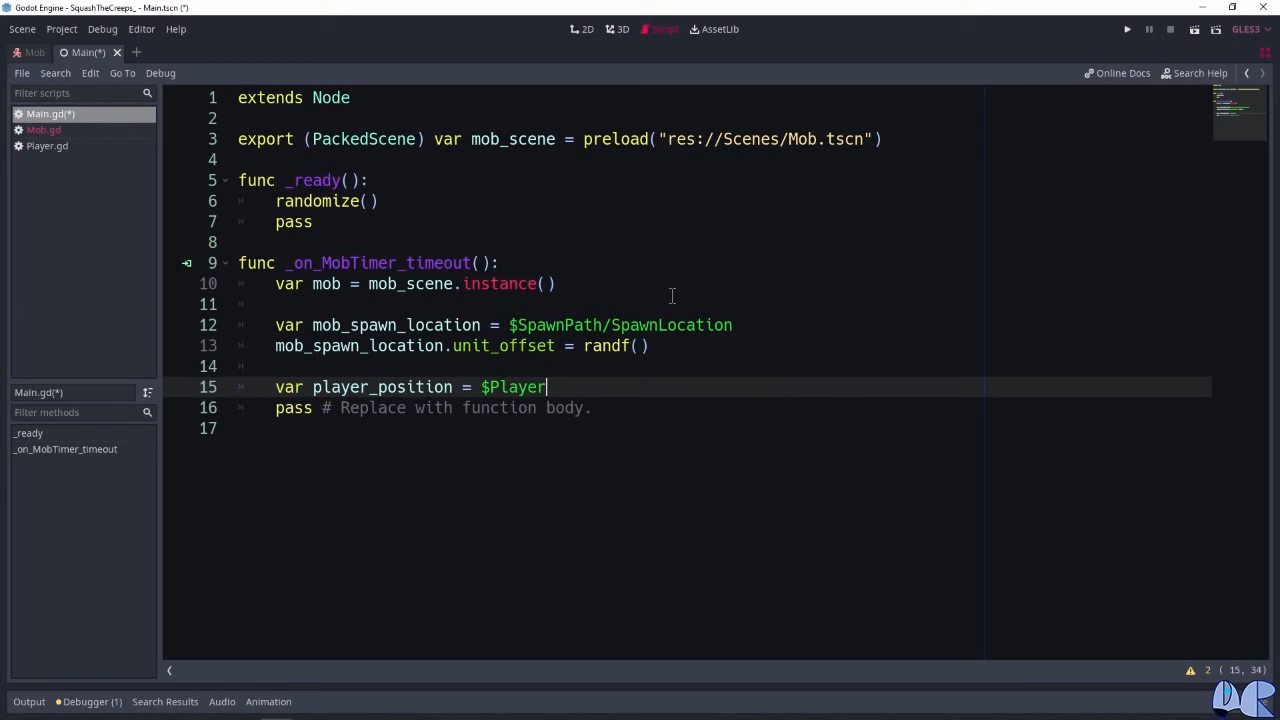 Godot Engine - SquashTheCreeps_ - Main.tscn (*)
Scene Project Debug Editor Help
2D 3D Script AssetLib
GLES3
Mob Main(*)
File Search Edit Go To Debug
Online Docs Search Help
Filter scripts
Main.gd(*)
Mob.gd
Player.gd
Main.gd(*)
Filter methods
_ready
_on_MobTimer_timeout
1 extends Node
2
3 export (PackedScene) var mob_scene = preload("res://Scenes/Mob.tscn")
4
5 func _ready():
6 randomize()
7 pass
8
9 func _on_MobTimer_timeout():
10 var mob = mob_scene.instance()
11
12 var mob_spawn_location = $SpawnPath/SpawnLocation
13 mob_spawn_location.unit_offset = randf()
14
15 var player_position = $Player
16 pass # Replace with function body.
17
2 ( 15, 34)
Output Debugger (1) Search Results Audio Animation